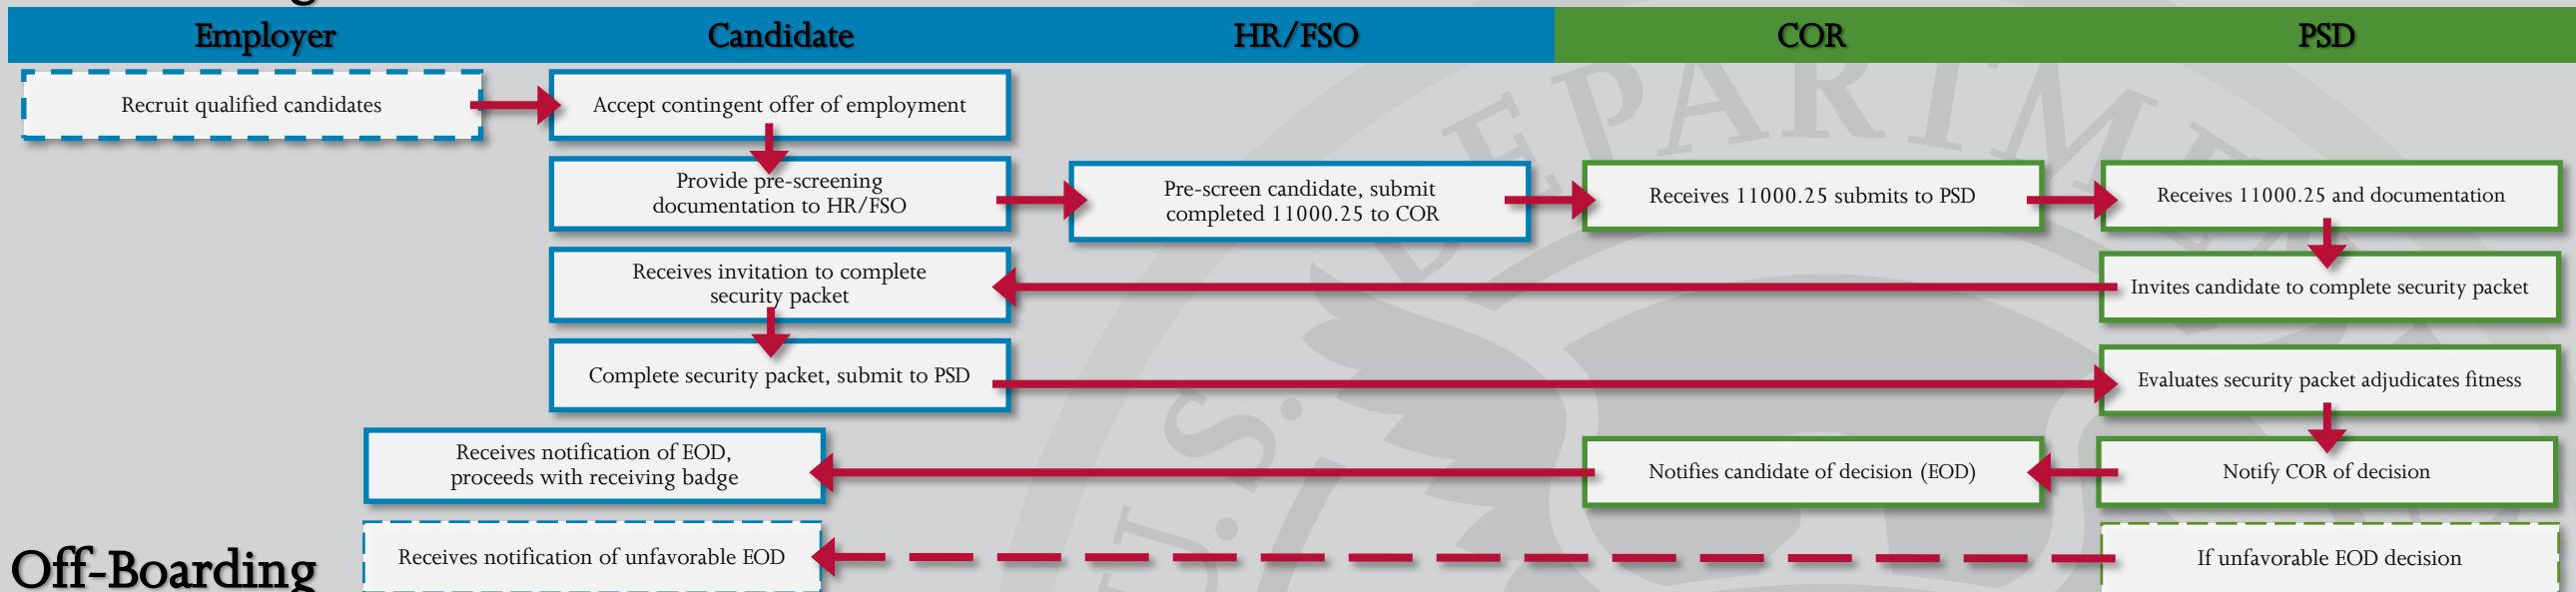 Employer
Candidate
HR/FSO
COR
PSD
Recruit qualified candidates
Accept contingent offer of employment
Provide pre-screening
documentation to HR/FSO
Pre-screen candidate, submit
completed 11000.25 to COR
Receives 11000.25 submits to PSD
Receives 11000.25 and documentation
Receives invitation to complete
security packet
Invites candidate to complete security packet
Complete security packet, submit to PSD
Evaluates security packet adjudicates fitness
Receives notification of EOD,
proceeds with receiving badge
Notifies candidate of decision (EOD)
Notify COR of decision
Receives notification of unfavorable EOD
If unfavorable EOD decision
Off-Boarding
U.S. DEPARTMEN